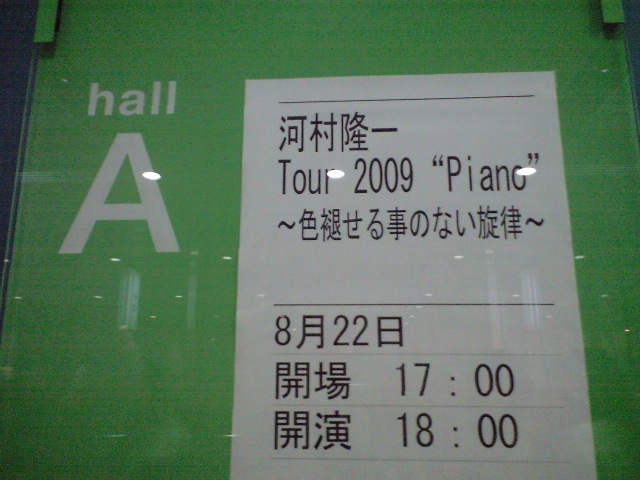 hall
A
河村隆一
Tour 2009 “Piano”
～色褪せる事のない旋律～
8月22日
開場 17：00
開演 18：00